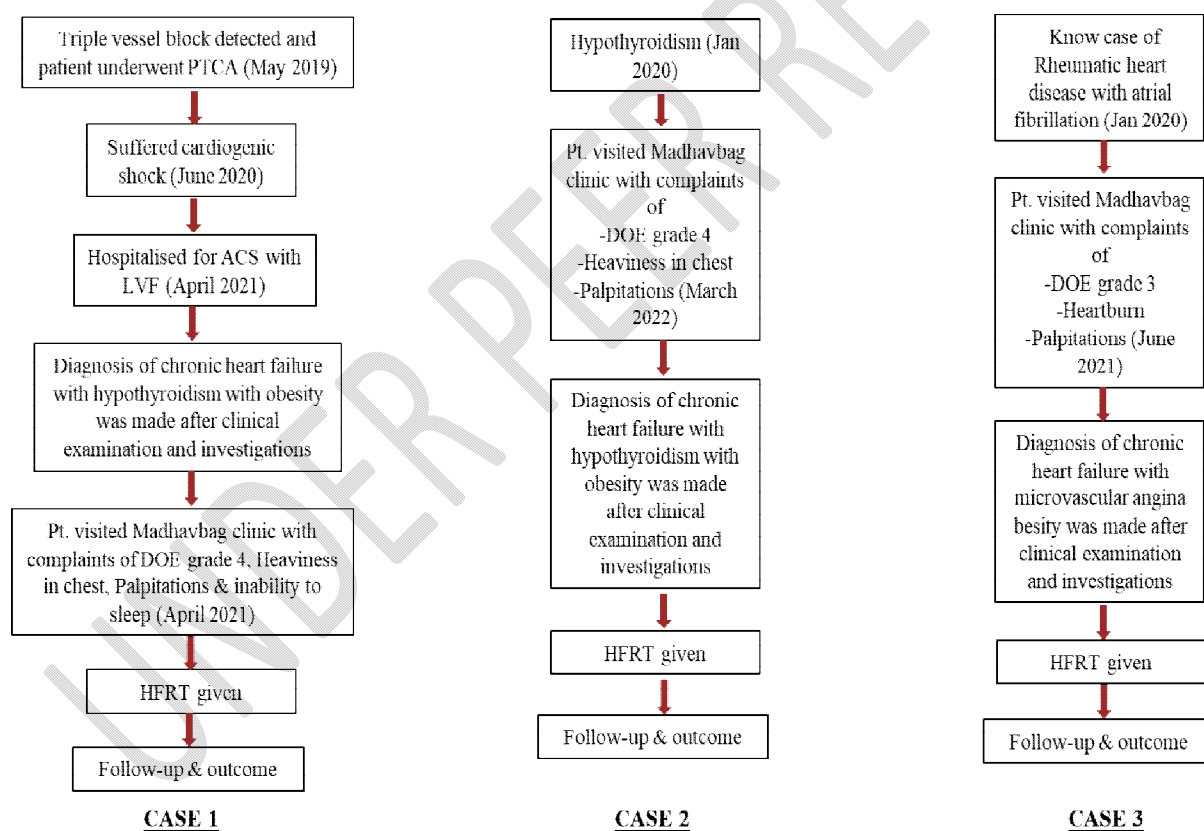 Triple vessel block detected and
patient underwent PTCA (May 2019)
Suffered cardiogenic
shock (June 2020)
Hospitalised for ACS with
LVF (April 2021)
Diagnosis of chronic heart failure
with hypothyroidism with obesity
was made after clinical
examination and investigations
Pt. visited Madhavbag clinic with
complaints of DOE grade 4, Heaviness
in chest, Palpitations & inability to
sleep (April 2021)
HFRT given
Follow-up & outcome
CASE 1
Hypothyroidism (Jan
2020)
Pt. visited Madhavbag
clinic with complaints
of
-DOE grade 4
-Heaviness in chest
-Palpitations (March
2022)
Diagnosis of chronic
heart failure with
hypothyroidism with
obesity was made
after clinical
examination and
investigations
HFRT given
Follow-up & outcome
CASE 2
Know case of
Rheumatic heart
disease with atrial
fibrillation (Jan 2020)
Pt. visited Madhavbag
clinic with complaints
of
-DOE grade 3
-Heartburn
-Palpitations (June
2021)
Diagnosis of chronic
heart failure with
microvascular angina
besity was made after
clinical examination
and investigations
HFRT given
Follow-up & outcome
CASE 3
UNDER PEER RE